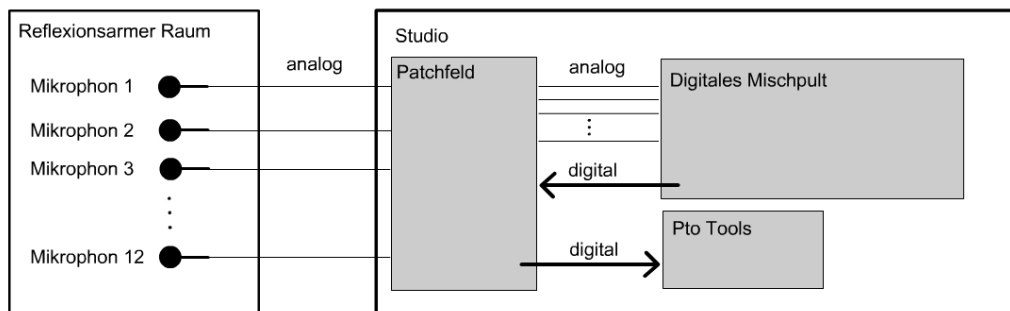 Reflexionsarmer Raum
Mikrophon 1
Mikrophon 2
Mikrophon 3
Mikrophon 12
analog
Studio
Patchfeld
analog
digital
digital
Digitales Mischpult
Pto Tools